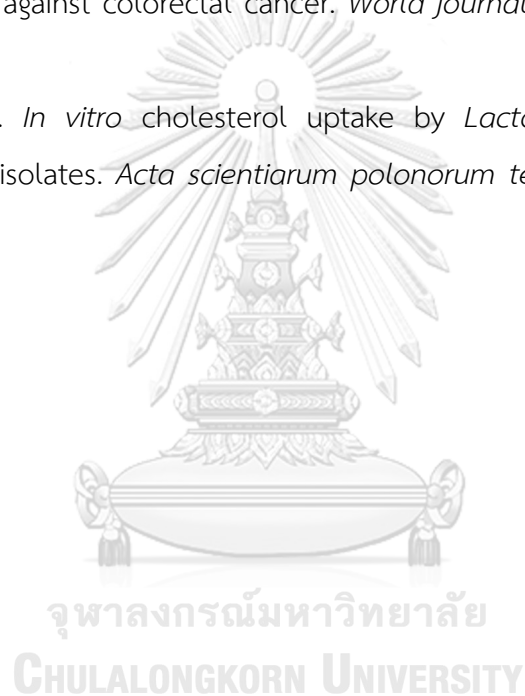 against colorectal cancer. World journal
. In vitro cholesterol uptake by Lacto
isolates. Acta scientiarum polonorum te
จุฬาลงกรณ์มหาวิทยาลัย
CHULALONGKORN UNIVERSITY